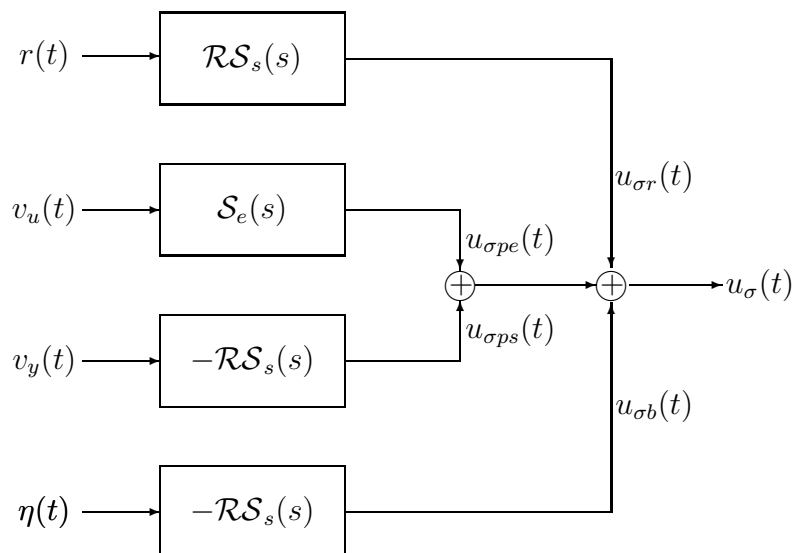 r(t)
ℛ𝒮ₛ(s)
u_{σr}(t)
v_u(t)
𝒮ₑ(s)
u_{σpe}(t)
+
+
u_σ(t)
u_{σps}(t)
v_y(t)
−ℛ𝒮ₛ(s)
u_{σb}(t)
η(t)
−ℛ𝒮ₛ(s)